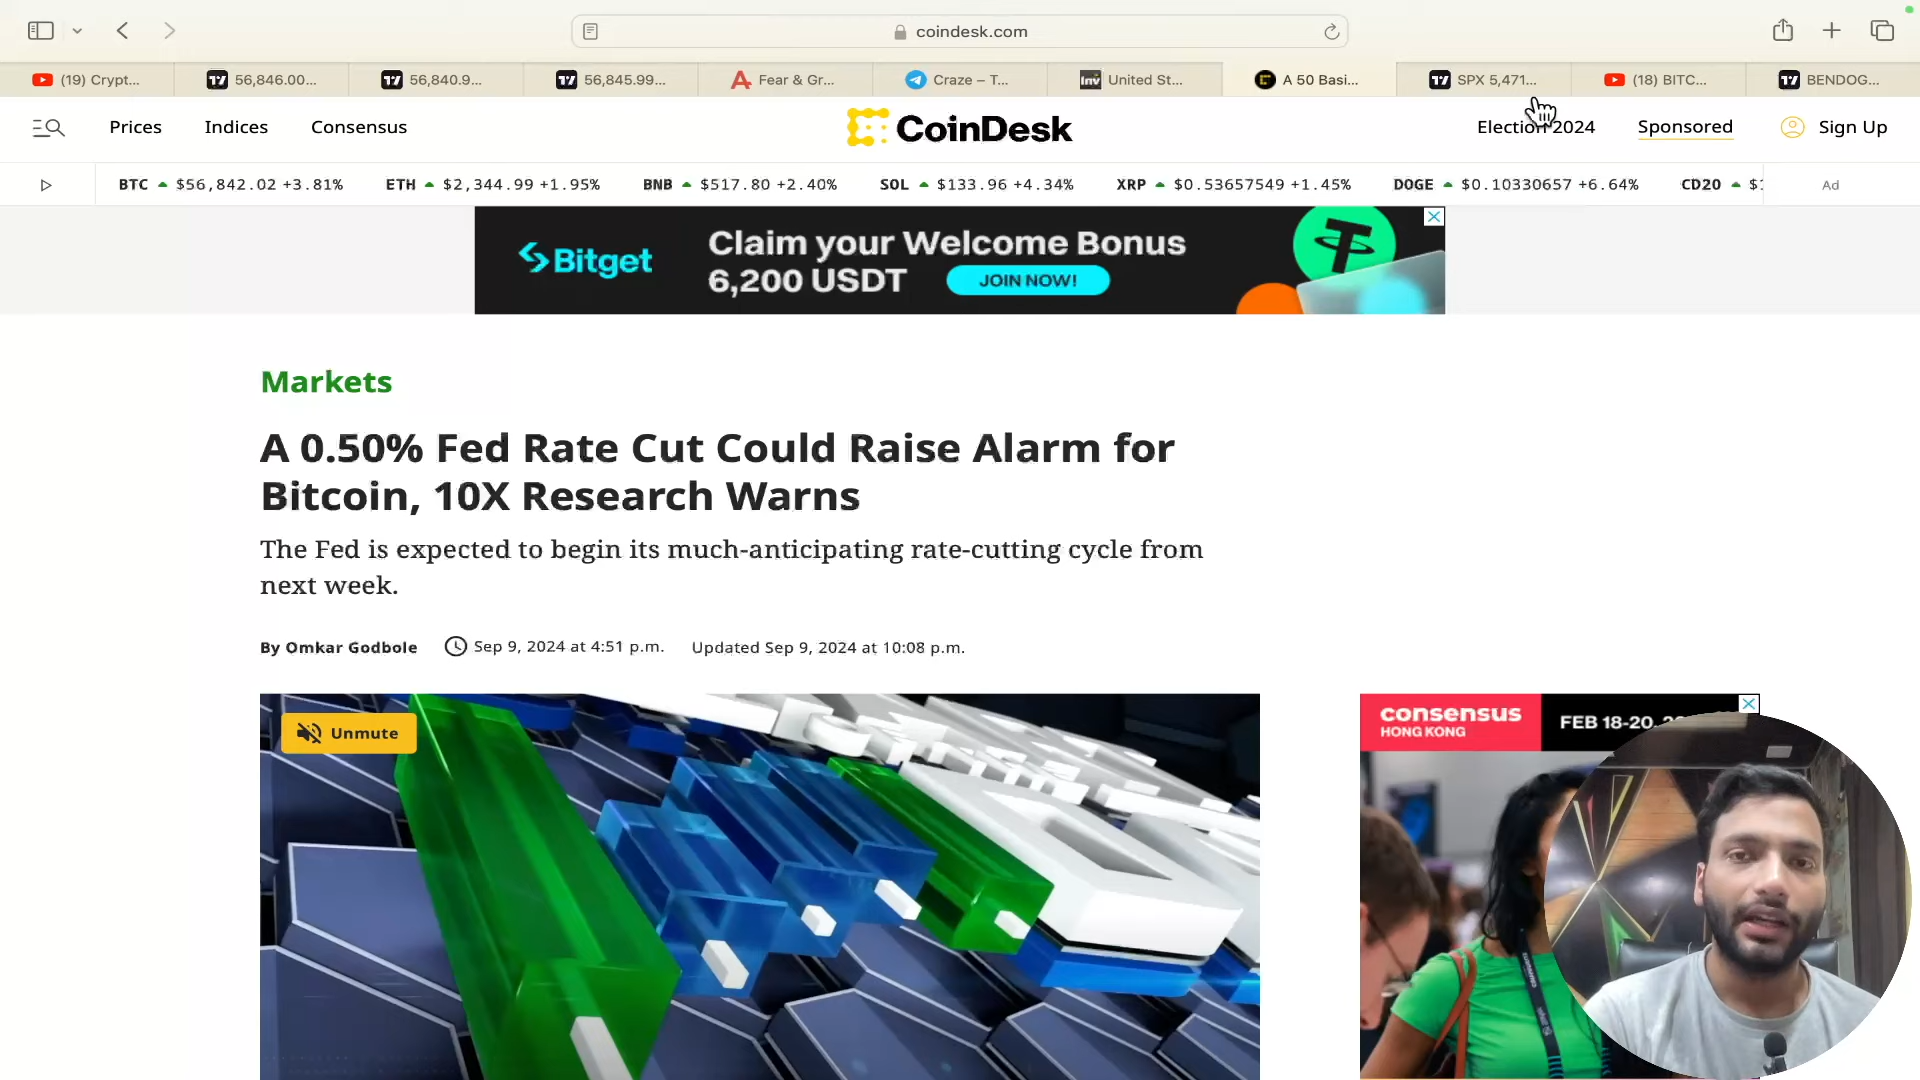 coindesk.com
(19) Crypt...
56,846.00...
56,840.9...
56,845.99...
Fear & Gr...
Craze – T...
Inv
United St...
A 50 Basi...
SPX 5,471...
(18) BITC...
BENDOG...
Prices
Indices
Consensus
CoinDesk
Election 2024
Sponsored
Sign Up
BTC $56,842.02 +3.81%
ETH $2,344.99 +1.95%
BNB $517.80 +2.40%
SOL $133.96 +4.34%
XRP $0.53657549 +1.45%
DOGE $0.10330657 +6.64%
CD20
Ad
Bitget
Claim your Welcome Bonus
6,200 USDT
JOIN NOW!
Markets
A 0.50% Fed Rate Cut Could Raise Alarm for
Bitcoin, 10X Research Warns
The Fed is expected to begin its much-anticipating rate-cutting cycle from
next week.
By Omkar Godbole
Sep 9, 2024 at 4:51 p.m.
Updated Sep 9, 2024 at 10:08 p.m.
Unmute
consensus
HONG KONG
FEB 18-20,